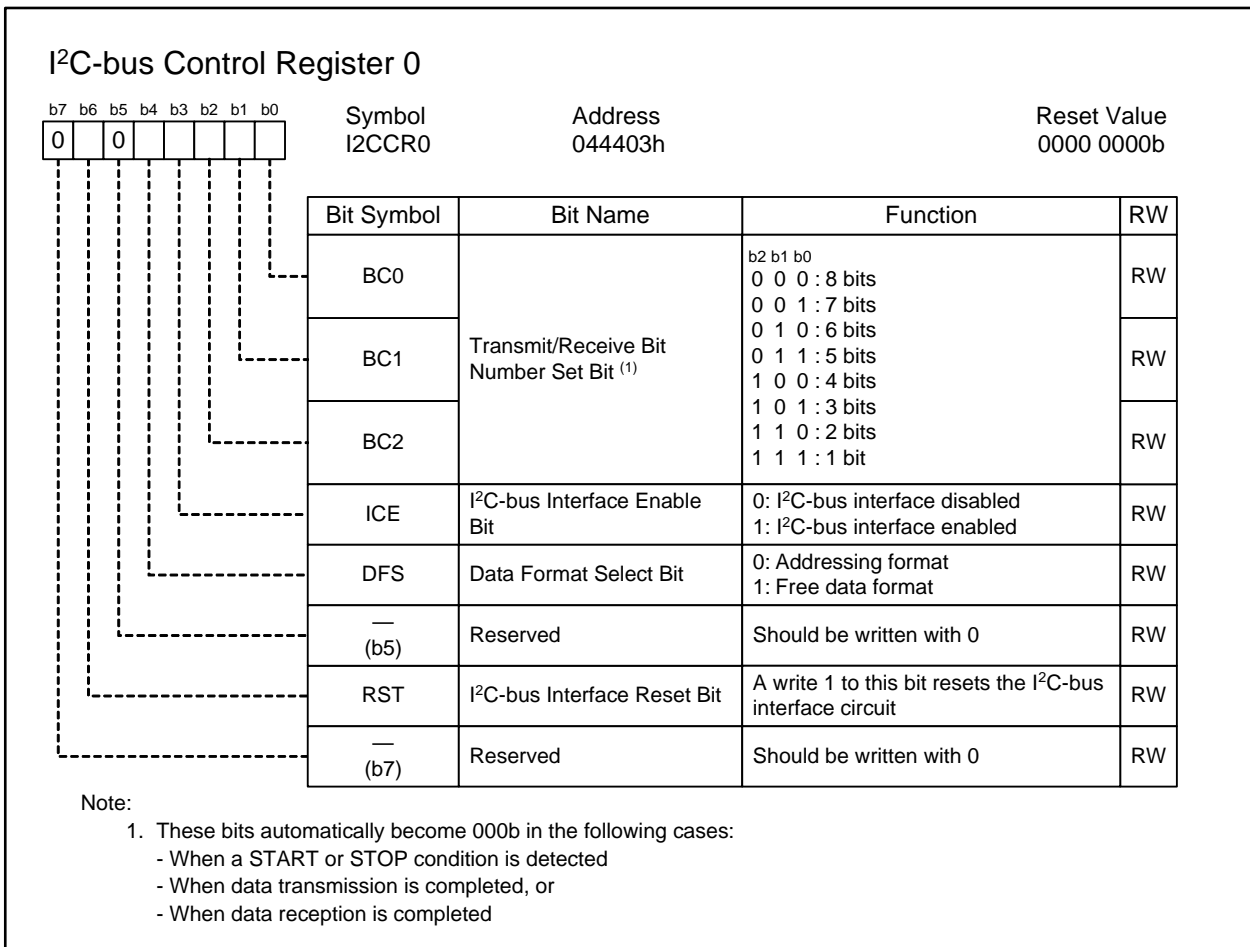 I²C-bus Control Register 0
b7 b6 b5 b4 b3 b2 b1 b0
0 0
Symbol Address Reset Value
I2CCR0 044403h 0000 0000b
Bit Symbol Bit Name Function RW
BC0 RW
BC1 RW
BC2 RW
Transmit/Receive Bit
Number Set Bit (1)
b2 b1 b0
0 0 0 : 8 bits
0 0 1 : 7 bits
0 1 0 : 6 bits
0 1 1 : 5 bits
1 0 0 : 4 bits
1 0 1 : 3 bits
1 1 0 : 2 bits
1 1 1 : 1 bit
ICE
I²C-bus Interface Enable
Bit
0: I²C-bus interface disabled
1: I²C-bus interface enabled
RW
DFS
Data Format Select Bit
0: Addressing format
1: Free data format
RW
—
(b5)
Reserved
Should be written with 0
RW
RST
I²C-bus Interface Reset Bit
A write 1 to this bit resets the I²C-bus
interface circuit
RW
—
(b7)
Reserved
Should be written with 0
RW
Note:
1. These bits automatically become 000b in the following cases:
- When a START or STOP condition is detected
- When data transmission is completed, or
- When data reception is completed